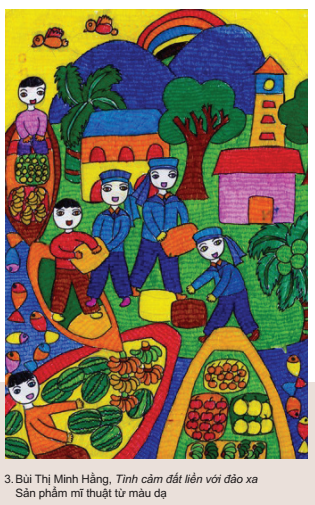 3. Bùi Thị Minh Hằng, Tình cảm đất liền với đảo xa
Sản phẩm mĩ thuật từ màu dạ